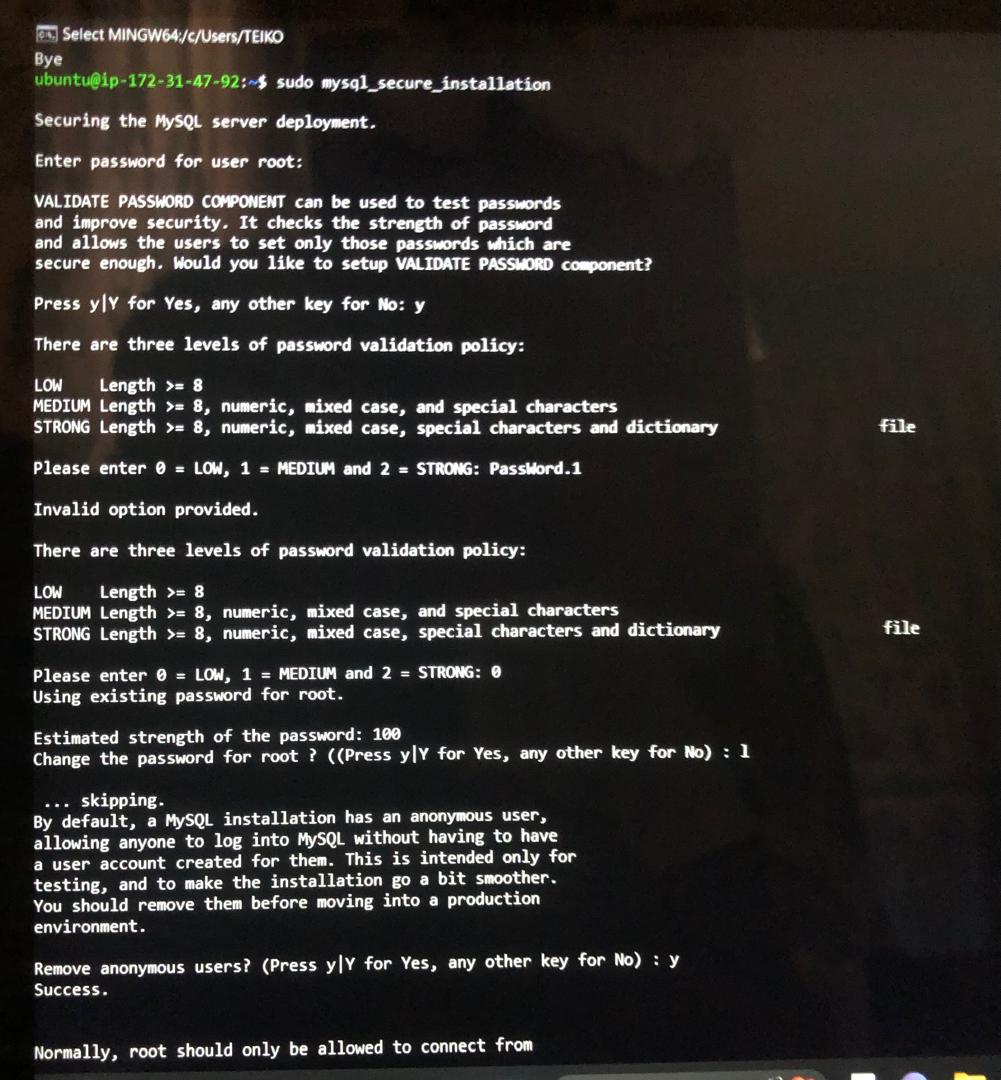 Select MINGW64:/c/Users/TEIKO
Bye
ubuntu@ip-172-31-47-92:~$ sudo mysql_secure_installation
Securing the MySQL server deployment.
Enter password for user root:
VALIDATE PASSWORD COMPONENT can be used to test passwords
and improve security. It checks the strength of password
and allows the users to set only those passwords which are
secure enough. Would you like to setup VALIDATE PASSWORD component?
Press y|Y for Yes, any other key for No: y
There are three levels of password validation policy:
LOW    Length >= 8
MEDIUM Length >= 8, numeric, mixed case, and special characters
STRONG Length >= 8, numeric, mixed case, special characters and dictionary                  file
Please enter 0 = LOW, 1 = MEDIUM and 2 = STRONG: PassWord.1
Invalid option provided.
There are three levels of password validation policy:
LOW    Length >= 8
MEDIUM Length >= 8, numeric, mixed case, and special characters
STRONG Length >= 8, numeric, mixed case, special characters and dictionary                  file
Please enter 0 = LOW, 1 = MEDIUM and 2 = STRONG: 0
Using existing password for root.
Estimated strength of the password: 100
Change the password for root ? ((Press y|Y for Yes, any other key for No) : l
... skipping.
By default, a MySQL installation has an anonymous user,
allowing anyone to log into MySQL without having to have
a user account created for them. This is intended only for
testing, and to make the installation go a bit smoother.
You should remove them before moving into a production
environment.
Remove anonymous users? (Press y|Y for Yes, any other key for No) : y
Success.
Normally, root should only be allowed to connect from